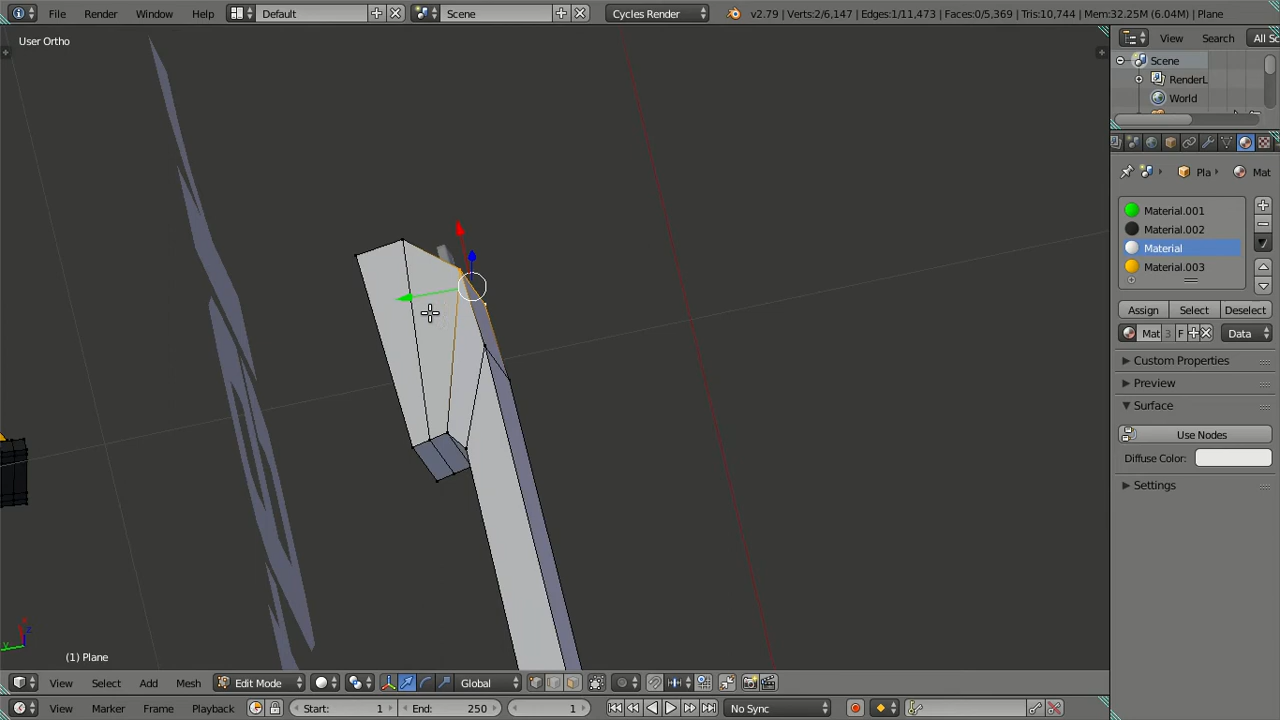 File Render Window Help Default Scene Cycles Render v2.79 | Verts:2/6,147 | Edges:1/11,473 | Faces:0/5,369 | Tris:10,744 | Mem:32.25M (6.04M) | Plane
User Ortho
View Search All Sc
Scene
RenderL
World
Pla Mat
Material.001
Material.002
Material
Material.003
Assign Select Deselect
Mat 3 F Data
Custom Properties
Preview
Surface
Use Nodes
Diffuse Color:
Settings
x
y z
(1) Plane
View Select Add Mesh Edit Mode Global
View Marker Frame Playback Start: 1 End: 250 1 No Sync